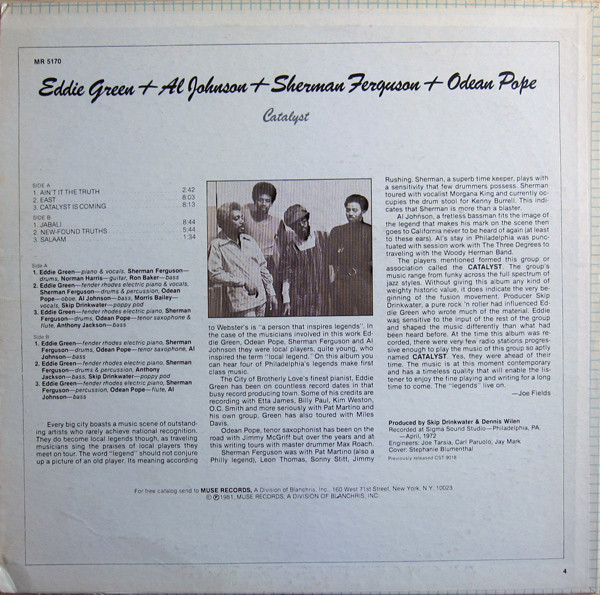 MR 5170
Eddie Green + Al Johnson + Sherman Ferguson + Odean Pope
Catalyst
SIDE A
1. AIN'T IT THE TRUTH 2:42
2. EAST 8:03
3. CATALYST IS COMING 8:13
SIDE B
1. JABALI 8:44
2. NEW-FOUND TRUTHS 5:44
3. SALAAM 1:34
Side A
1. Eddie Green—piano & vocals, Sherman Ferguson—
drums, Norman Harris—guitar, Ron Baker—bass
2. Eddie Green—fender rhodes electric piano & vocals,
Sherman Ferguson—drums & percussion, Odean
Pope—oboe, Al Johnson—bass, Morris Bailey—
vocals, Skip Drinkwater—poppy pod
3. Eddie Green—fender rhodes electric piano, Sherman
Ferguson—drums, Odean Pope—tenor saxophone &
flute, Anthony Jackson—bass
Side B
1. Eddie Green—fender rhodes electric piano, Sherman
Ferguson—drums, Odean Pope—tenor saxophone, Al
Johnson—bass
2. Eddie Green—fender rhodes electric piano, Sherman
Ferguson—drums & percussion, Anthony
Jackson—bass, Skip Drinkwater—poppy pod
3. Eddie Green—fender rhodes electric piano, Sherman
Ferguson—percussion, Odean Pope—flute, Al
Johnson—bass
Every big city boasts a music scene of outstand-
ing artists who rarely achieve national recognition.
They do become local legends though, as traveling
musicians sing the praises of local players they
meet on tour. The word "legend" should not conjure
up a picture of an old player. Its meaning according
to Webster's is "a person that inspires legends". In
the case of the musicians involved in this work Ed-
die Green, Odean Pope, Sherman Ferguson and Al
Johnson they were local players, quite young, who
inspired the term "local legend." On this album you
can hear four of Philadelphia's legends make first
class music.
The City of Brotherly Love's finest pianist, Eddie
Green has been on countless record dates in that
busy record producing town. Some of his credits are
recording with Etta James, Billy Paul, Kim Weston,
O.C. Smith and more seriously with Pat Martino and
his own group. Green has also toured with Miles
Davis.
Odean Pope, tenor saxophonist has been on the
road with Jimmy McGriff but over the years and at
this writing tours with master drummer Max Roach.
Sherman Ferguson was with Pat Martino (also a
Philly legend), Leon Thomas, Sonny Stitt, Jimmy
Rushing. Sherman, a superb time keeper, plays with
a sensitivity that few drummers possess. Sherman
toured with vocalist Morgana King and currently oc-
cupies the drum stool for Kenny Burrell. This indi-
cates that Sherman is more than a blaster.
Al Johnson, a fretless bassman fits the image of
the legend that makes his mark on the scene then
goes to California never to be heard of again (at least
to these ears). Al's stay in Philadelphia was punc-
tuated with session work with The Three Degrees to
traveling with the Woody Herman Band.
The players mentioned formed this group or
association called the CATALYST. The group's
music range from funky across the full spectrum of
jazz styles. Without giving this album any kind of
weighty historic value, it does indicate the very be-
ginning of the fusion movement. Producer Skip
Drinkwater, a pure rock 'n roller had influenced Ed-
die Green who wrote much of the material. Eddie
was sensitive to the input of the rest of the group
and shaped the music differently than what had
been heard before. At the time this album was re-
corded, there were very few radio stations progress-
ive enough to play the music of this group so aptly
named CATALYST. Yes, they were ahead of their
time. The music is at this moment contemporary
and has a timeless quality that will enable the lis-
tener to enjoy the fine playing and writing for a long
time to come. The "legends" live on.
—Joe Fields
Produced by Skip Drinkwater & Dennis Wilen
Recorded at Sigma Sound Studio—Philadelphia, PA.
—April, 1972
Engineers: Joe Tarsia, Carl Paruolo, Jay Mark
Cover: Stephanie Blumenthal
Previously released CST 9018
For free catalog send to MUSE RECORDS, A Division of Blanchris, Inc. 160 West 71st Street, New York, N.Y. 10023
© ℗ 1981, MUSE RECORDS, A DIVISION OF BLANCHRIS, INC.
4